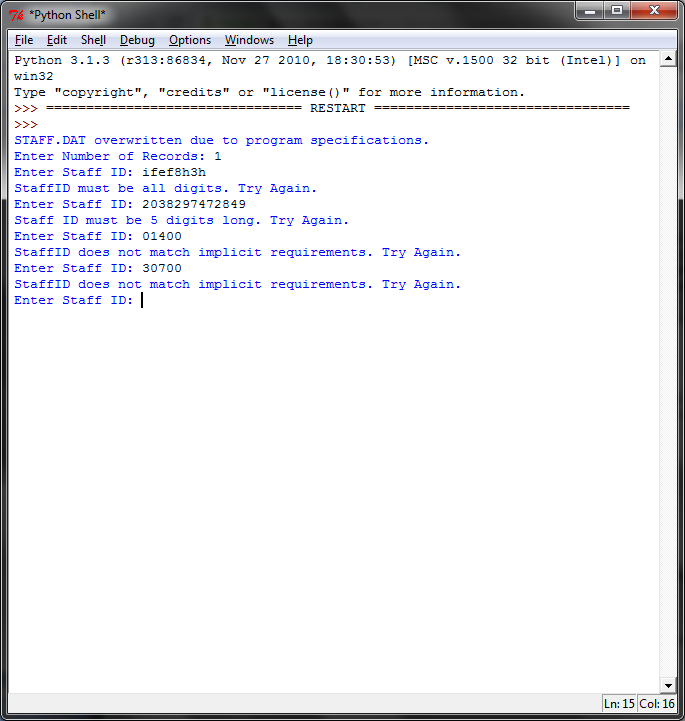 *Python Shell*
File Edit Shell Debug Options Windows Help
Python 3.1.3 (r313:86834, Nov 27 2010, 18:30:53) [MSC v.1500 32 bit (Intel)] on
win32
Type "copyright", "credits" or "license()" for more information.
>>> ================================ RESTART ================================
>>>
STAFF.DAT overwritten due to program specifications.
Enter Number of Records: 1
Enter Staff ID: ifef8h3h
StaffID must be all digits. Try Again.
Enter Staff ID: 2038297472849
Staff ID must be 5 digits long. Try Again.
Enter Staff ID: 01400
StaffID does not match implicit requirements. Try Again.
Enter Staff ID: 30700
StaffID does not match implicit requirements. Try Again.
Enter Staff ID:
Ln: 15 Col: 16